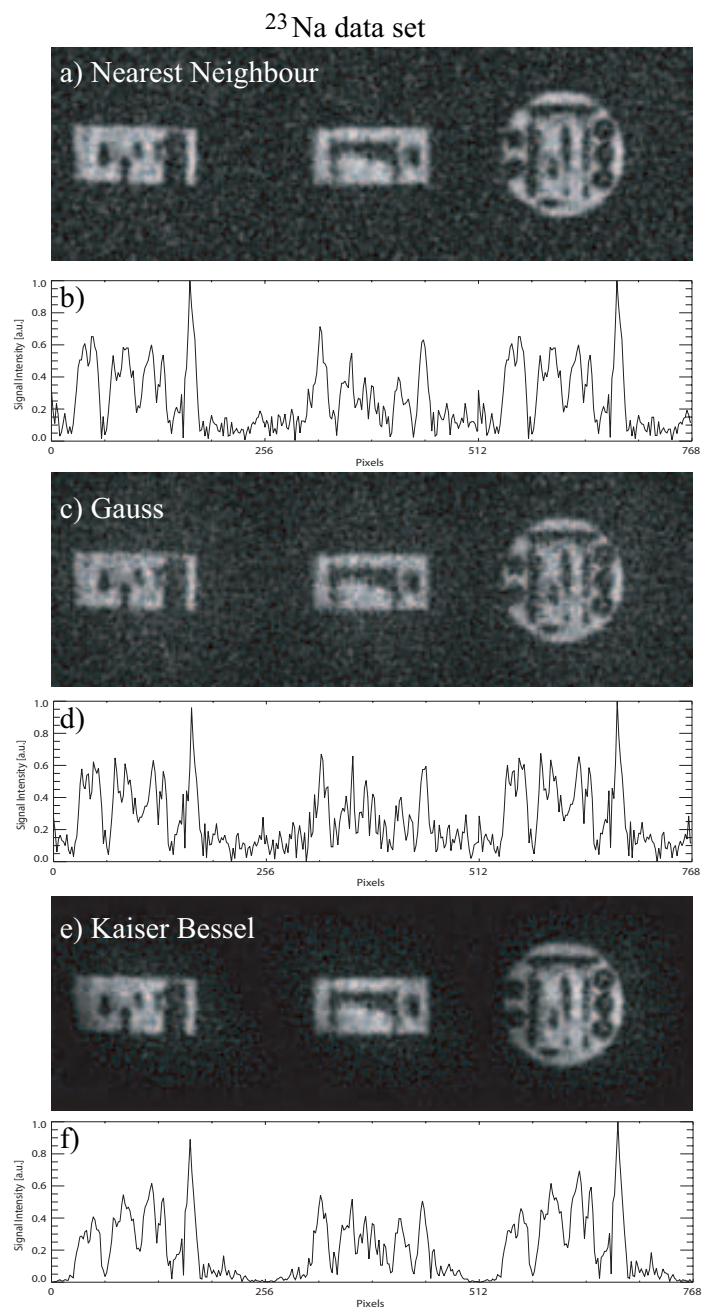 ²³Na data set
a) Nearest Neighbour
b)
Signal Intensity [a.u.]
1.0
0.8
0.6
0.4
0.2
0.0
0 256 512 768
Pixels
c) Gauss
d)
Signal Intensity [a.u.]
1.0
0.8
0.6
0.4
0.2
0.0
0 256 512 768
Pixels
e) Kaiser Bessel
f)
Signal Intensity [a.u.]
1.0
0.8
0.6
0.4
0.2
0.0
0 256 512 768
Pixels